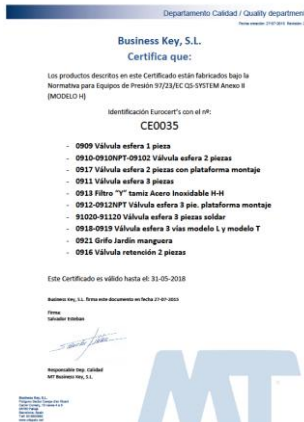 Departamento Calidad / Quality departmen
Business Key, S.L.
Certifica que:
Los productos descritos en este Certificado están fabricados bajo la
Normativa para Equipos de Presión 97/23/EC QS-SYSTEM Anexo II
(MODELO H)
Identificación Eurocert's con el nº:
CE0035
- 0909 Válvula esfera 1 pieza
- 0910-0910NPT-09102 Válvula esfera 2 piezas
- 0917 Válvula esfera 2 piezas con plataforma montaje
- 0911 Válvula esfera 3 piezas
- 0913 Filtro "Y" tamiz Acero Inoxidable H-H
- 0912-0912NPT Válvula esfera 3 pie. plataforma montaje
- 91020-91120 Válvula esfera 3 piezas soldar
- 0918-0919 Válvula esfera 3 vías modelo L y modelo T
- 0921 Grifo Jardín manguera
- 0916 Válvula retención 2 piezas
Este Certificado es válido hasta el: 31-05-2018
Business Key, S.L. firma este documento en fecha 27-07-2015
Firma
Salvador Esteban
Responsable Dep. Calidad
MT Business Key, S.L.
MT